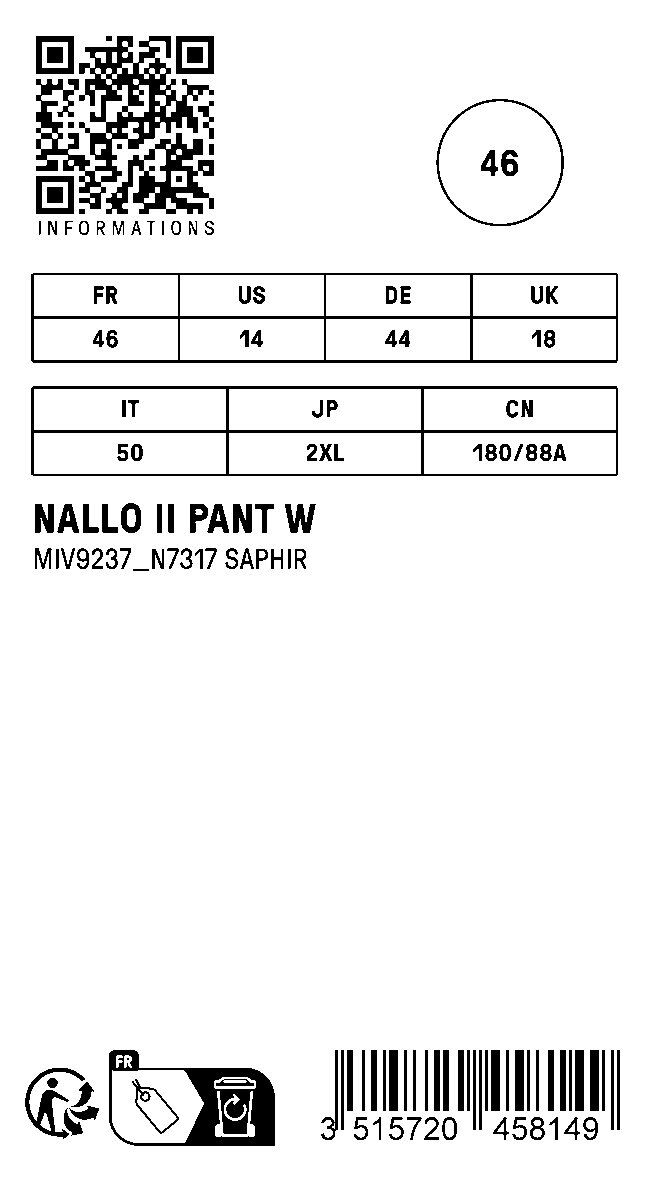 INFORMATIONS
46
FR US DE UK
46 14 44 18
IT JP CN
50 2XL 180/88A
NALLO II PANT W
MIV9237_N7317 SAPHIR
FR
3 515720 458149